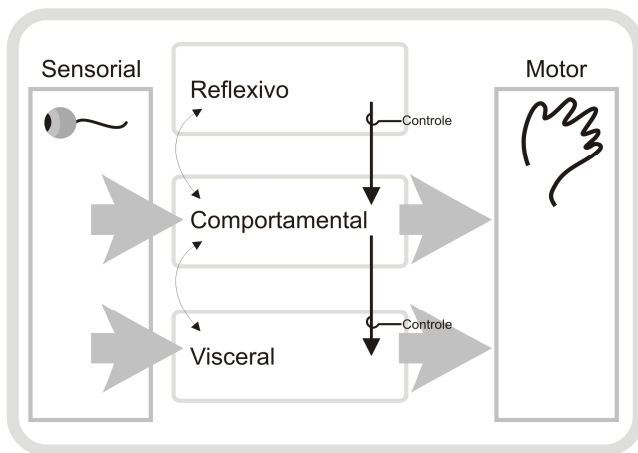 Sensorial
Reflexivo
Motor
Controle
Comportamental
Controle
Visceral